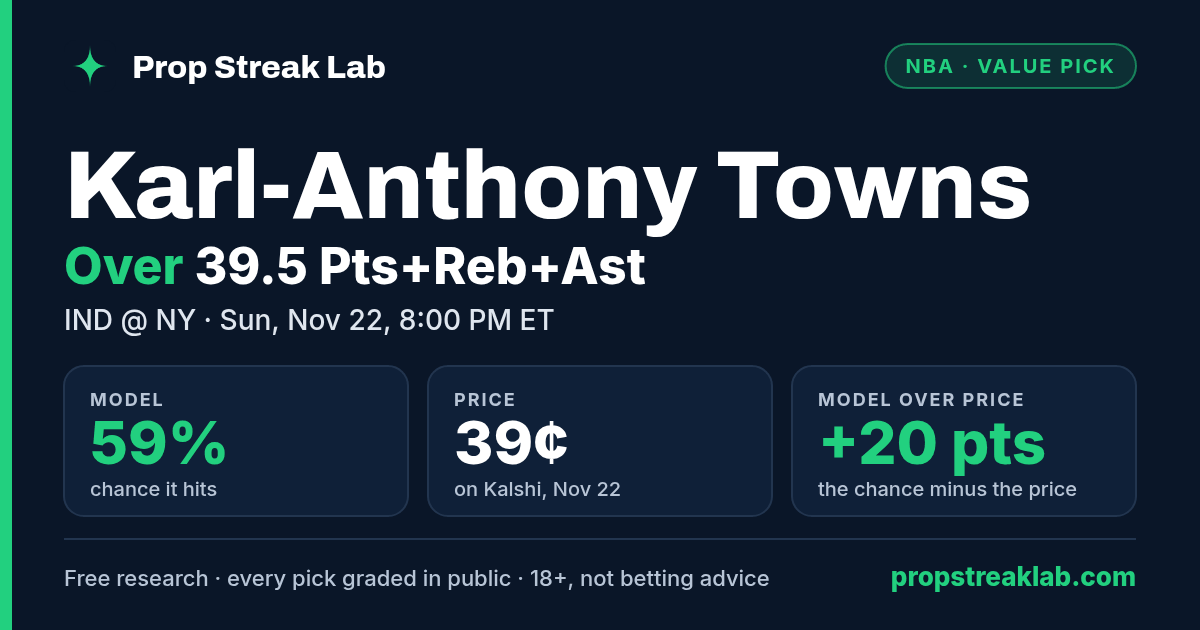 Prop Streak Lab
NBA · VALUE PICK
Karl-Anthony Towns
Over 39.5 Pts+Reb+Ast
IND @ NY · Sun, Nov 22, 8:00 PM ET
MODEL
59%
chance it hits
PRICE
39¢
on Kalshi, Nov 22
MODEL OVER PRICE
+20 pts
the chance minus the price
Free research · every pick graded in public · 18+, not betting advice
propstreaklab.com